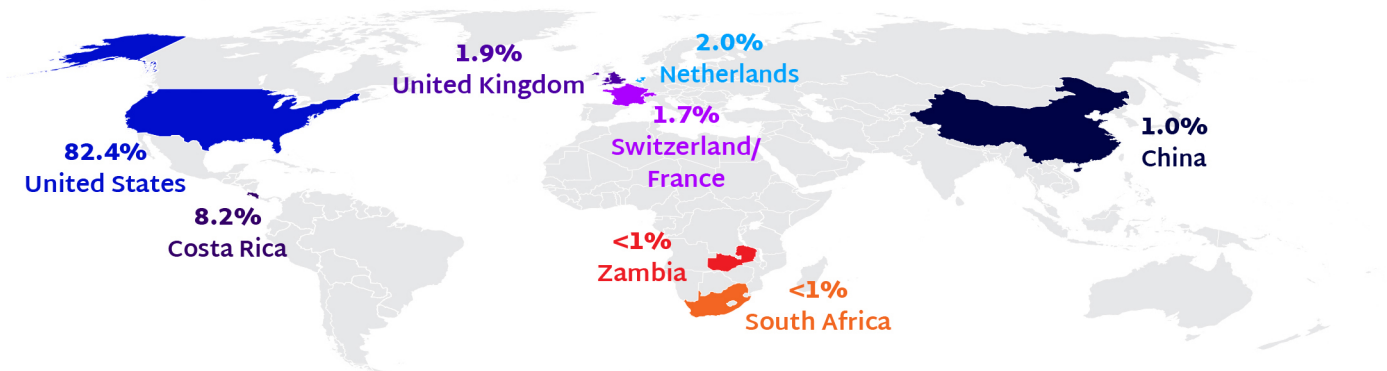 1.9%
United Kingdom
2.0%
Netherlands
1.7%
Switzerland/
France
1.0%
China
82.4%
United States
8.2%
Costa Rica
<1%
Zambia
<1%
South Africa